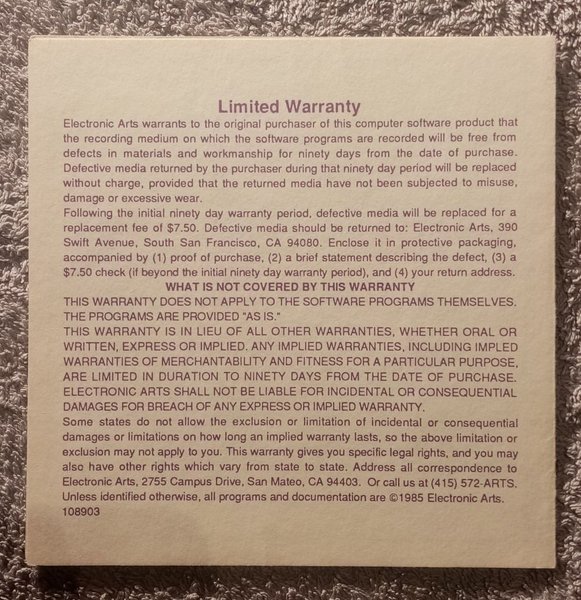 Limited Warranty
Electronic Arts warrants to the original purchaser of this computer software product that
the recording medium on which the software programs are recorded will be free from
defects in materials and workmanship for ninety days from the date of purchase.
Defective media returned by the purchaser during that ninety day period will be replaced
without charge, provided that the returned media have not been subjected to misuse,
damage or excessive wear.
Following the initial ninety day warranty period, defective media will be replaced for a
replacement fee of $7.50. Defective media should be returned to: Electronic Arts, 390
Swift Avenue, South San Francisco, CA 94080. Enclose it in protective packaging,
accompanied by (1) proof of purchase, (2) a brief statement describing the defect, (3) a
$7.50 check (if beyond the initial ninety day warranty period), and (4) your return address.
WHAT IS NOT COVERED BY THIS WARRANTY
THIS WARRANTY DOES NOT APPLY TO THE SOFTWARE PROGRAMS THEMSELVES.
THE PROGRAMS ARE PROVIDED "AS IS."
THIS WARRANTY IS IN LIEU OF ALL OTHER WARRANTIES, WHETHER ORAL OR
WRITTEN, EXPRESS OR IMPLIED. ANY IMPLIED WARRANTIES, INCLUDING IMPLED
WARRANTIES OF MERCHANTABILITY AND FITNESS FOR A PARTICULAR PURPOSE,
ARE LIMITED IN DURATION TO NINETY DAYS FROM THE DATE OF PURCHASE.
ELECTRONIC ARTS SHALL NOT BE LIABLE FOR INCIDENTAL OR CONSEQUENTIAL
DAMAGES FOR BREACH OF ANY EXPRESS OR IMPLIED WARRANTY.
Some states do not allow the exclusion or limitation of incidental or consequential
damages or limitations on how long an implied warranty lasts, so the above limitation or
exclusion may not apply to you. This warranty gives you specific legal rights, and you may
also have other rights which vary from state to state. Address all correspondence to
Electronic Arts, 2755 Campus Drive, San Mateo, CA 94403. Or call us at (415) 572-ARTS.
Unless identified otherwise, all programs and documentation are ©1985 Electronic Arts.
108903